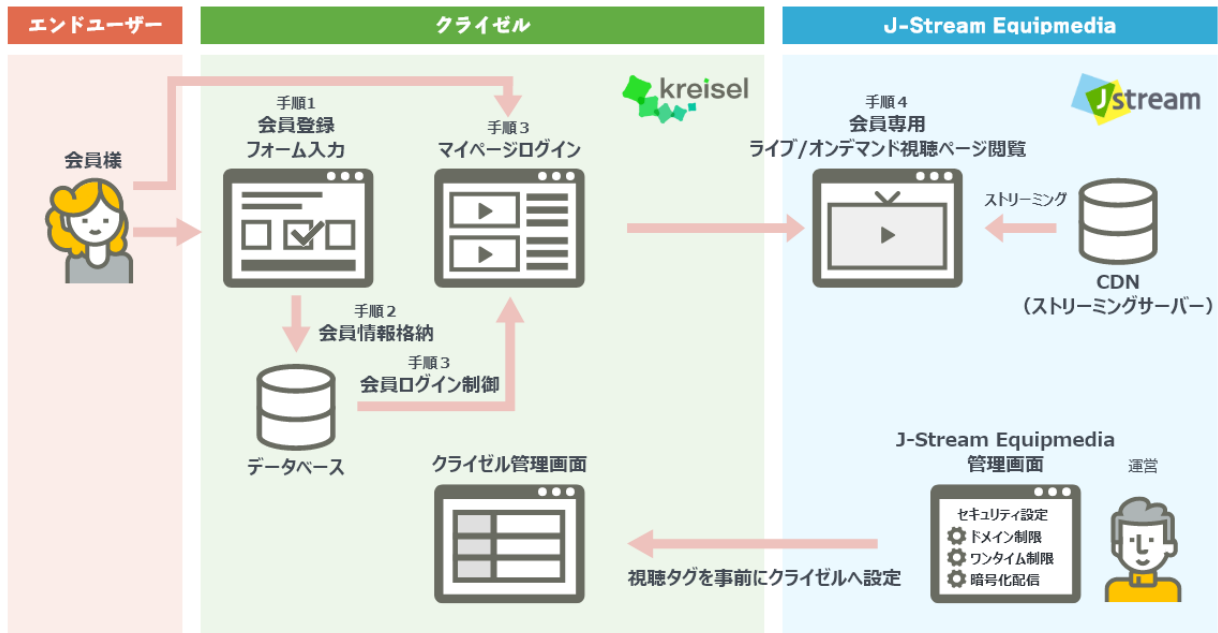 エンドユーザー
クライゼル
J-Stream Equipmedia
会員様
kreisel
手順1
会員登録
フォーム入力
手順３
マイページログイン
手順２
会員情報格納
手順３
会員ログイン制御
データベース
クライゼル管理画面
Jstream
手順４
会員専用
ライブ/オンデマンド視聴ページ閲覧
ストリーミング
CDN
（ストリーミングサーバー）
J-Stream Equipmedia
管理画面
運営
セキュリティ設定
ドメイン制限
ワンタイム制限
暗号化配信
視聴タグを事前にクライゼルへ設定